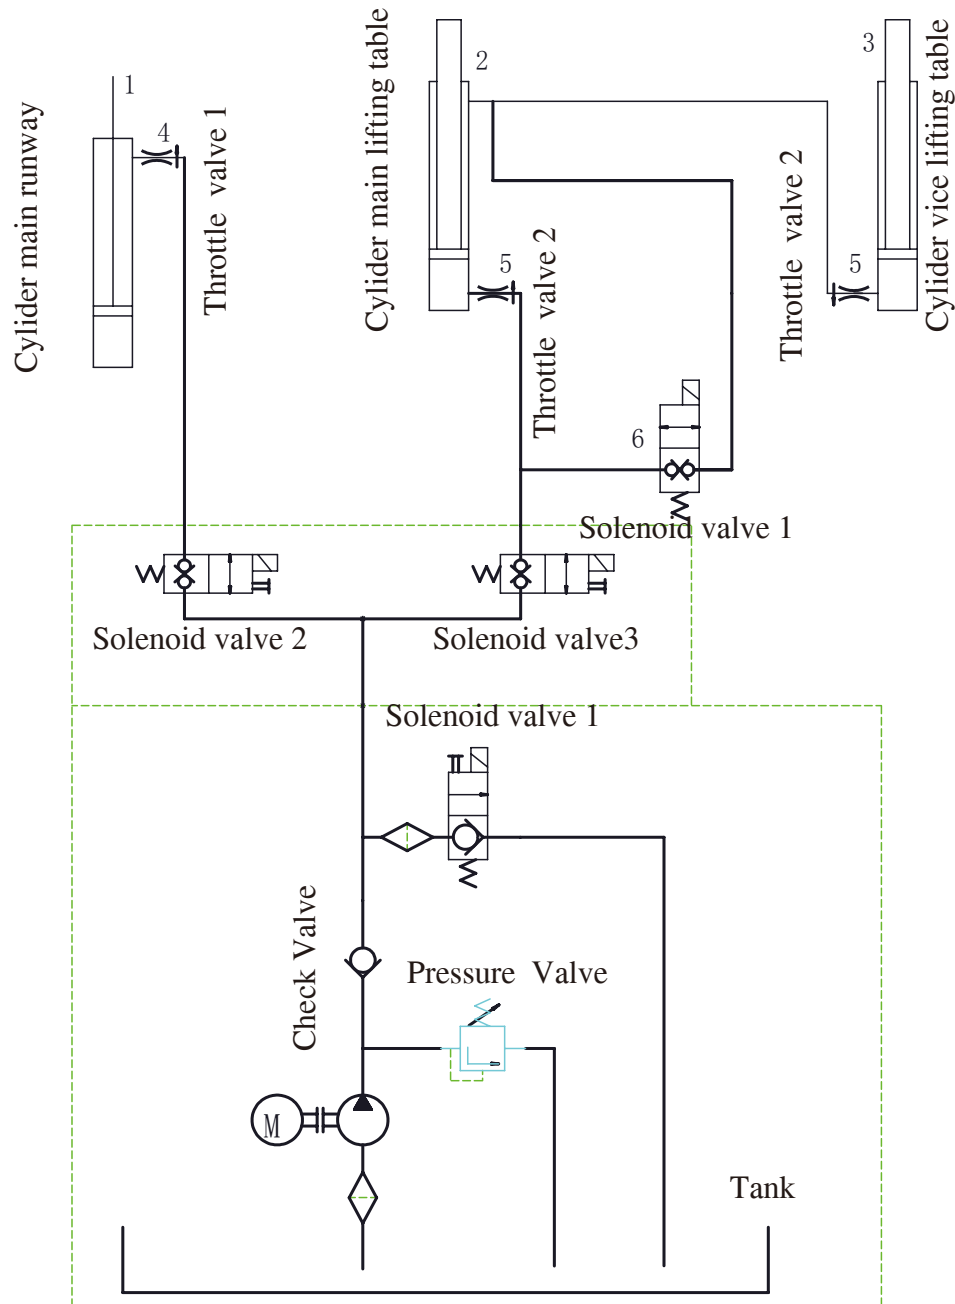 1
2
3
Cylider main runway
4
Throttle valve 1
Cylider main lifting table
5
Throttle valve 2
Throttle valve 2
5
Cylider vice lifting table
6
Solenoid valve 1
Solenoid valve 2
Solenoid valve3
Solenoid valve 1
Check Valve
Pressure Valve
M
Tank